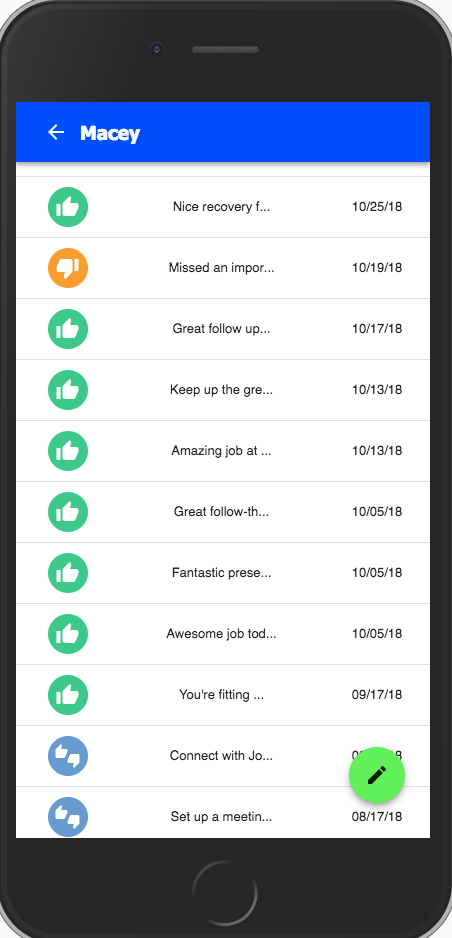 Macey
Nice recovery f... 10/25/18
Missed an impor... 10/19/18
Great follow up... 10/17/18
Keep up the gre... 10/13/18
Amazing job at ... 10/13/18
Great follow-th... 10/05/18
Fantastic prese... 10/05/18
Awesome job tod... 10/05/18
You're fitting ... 09/17/18
Connect with Jo...
Set up a meetin... 08/17/18